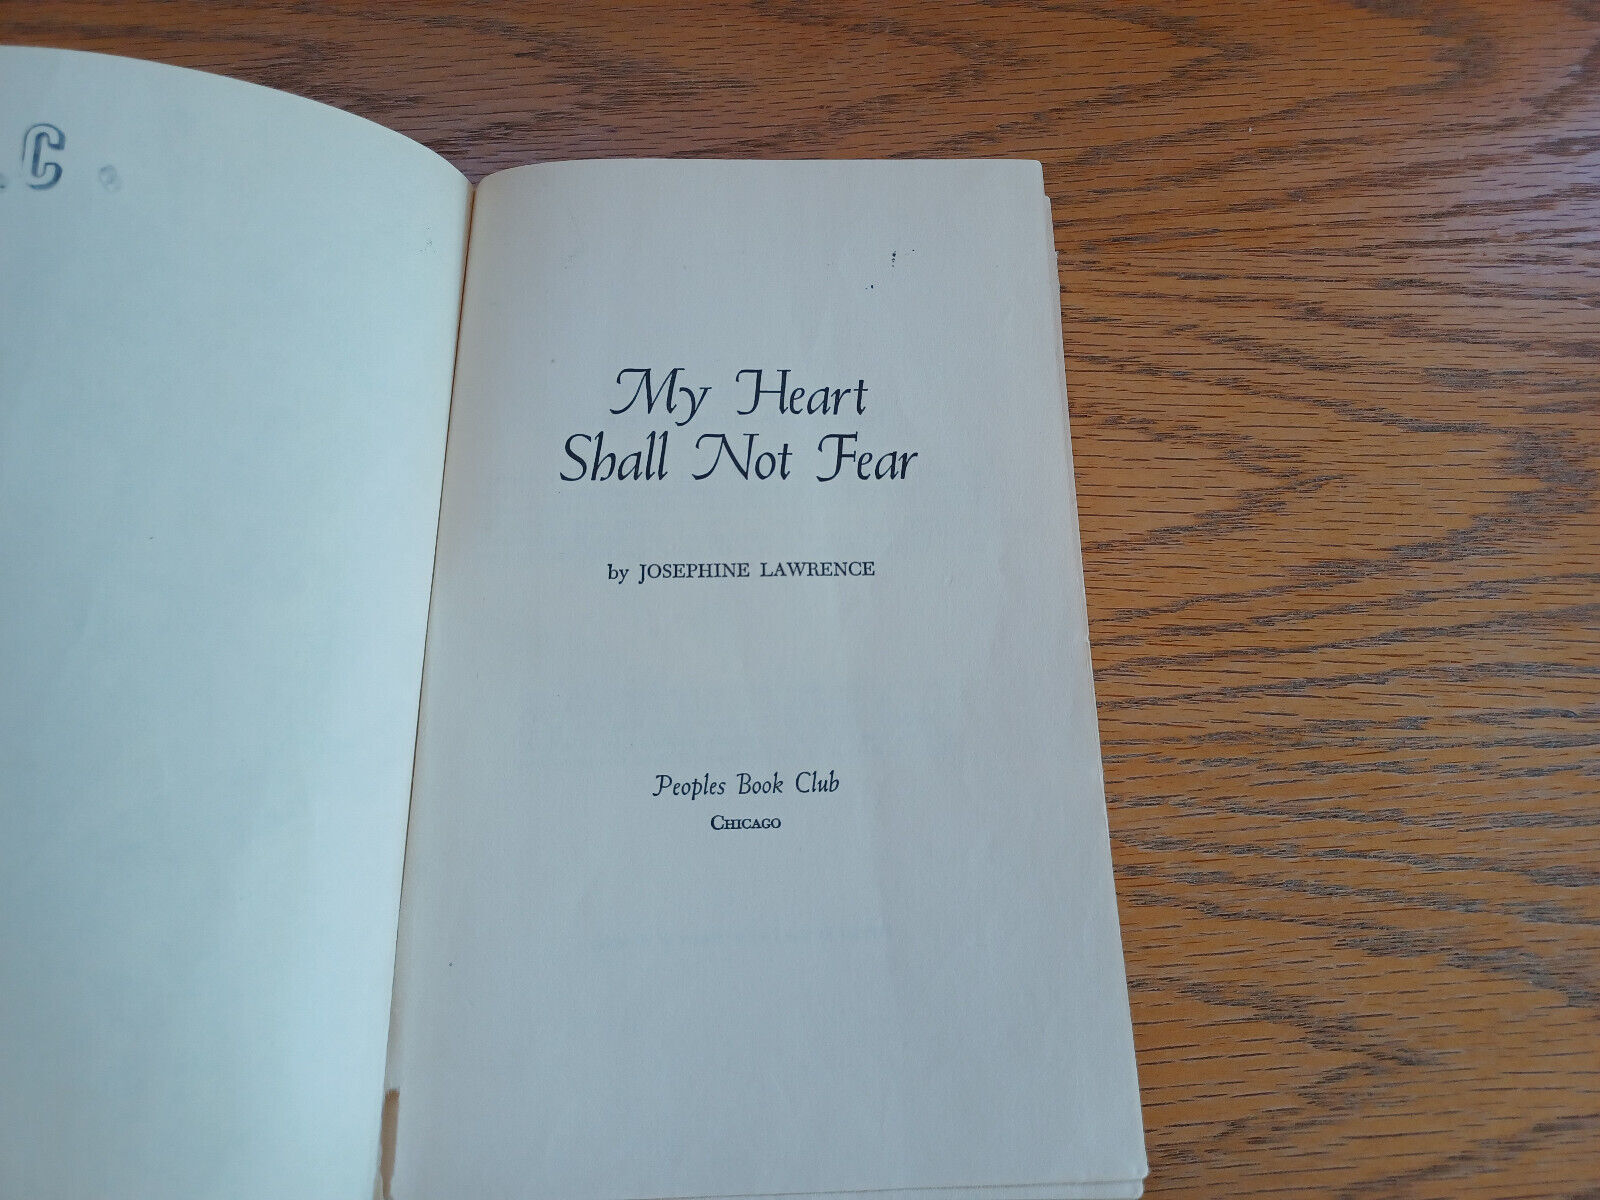 .C.
My Heart
Shall Not Fear
by JOSEPHINE LAWRENCE
Peoples Book Club
CHICAGO